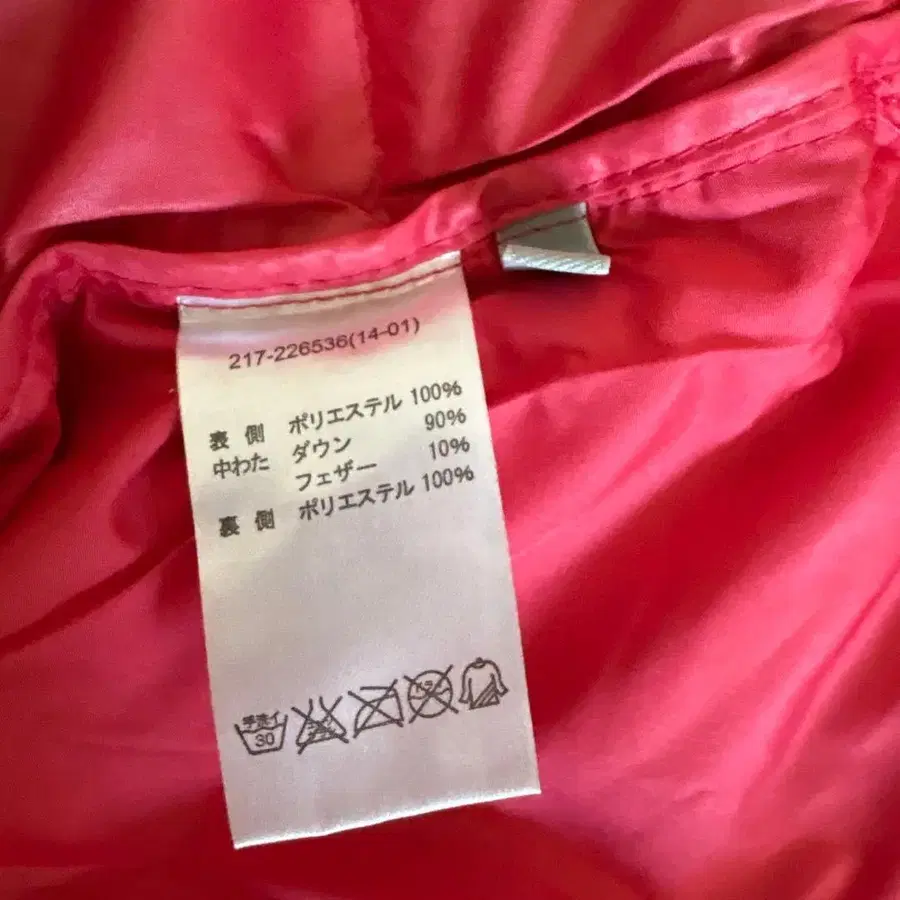 217-226536(14-01)
表側 ポリエステル 100%
中わた ダウン 90%
フェザー 10%
裏側 ポリエステル 100%
手洗イ
30